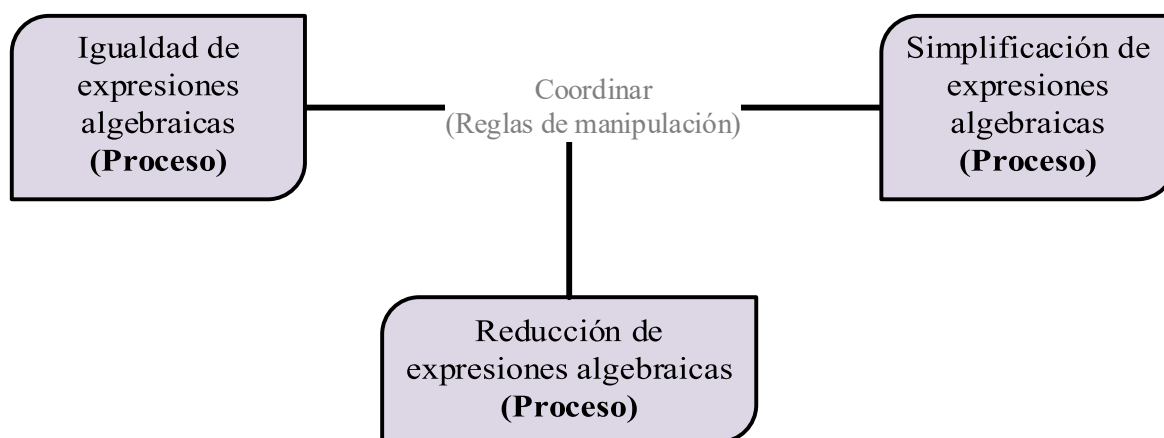 Igualdad de
expresiones
algebraicas
(Proceso)
Coordinar
(Reglas de manipulación)
Simplificación de
expresiones
algebraicas
(Proceso)
Reducción de
expresiones algebraicas
(Proceso)